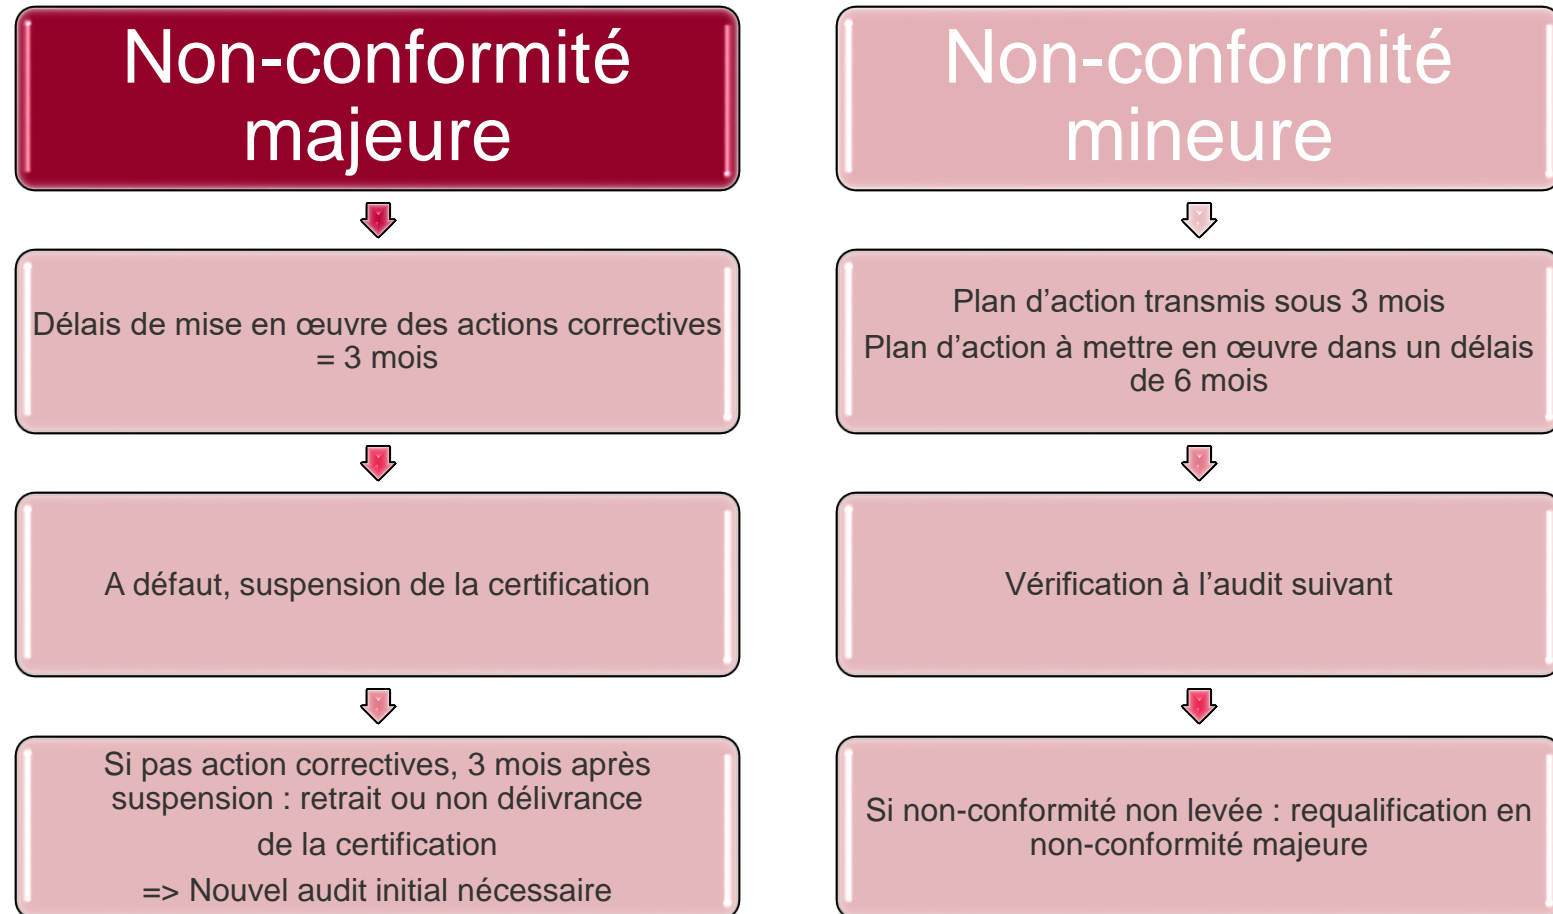 Non-conformité
majeure
Délais de mise en œuvre des actions correctives
= 3 mois
A défaut, suspension de la certification
Si pas action correctives, 3 mois après
suspension : retrait ou non délivrance
de la certification
=> Nouvel audit initial nécessaire
Non-conformité
mineure
Plan d’action transmis sous 3 mois
Plan d’action à mettre en œuvre dans un délai
de 6 mois
Vérification à l’audit suivant
Si non-conformité non levée : requalification en
non-conformité majeure